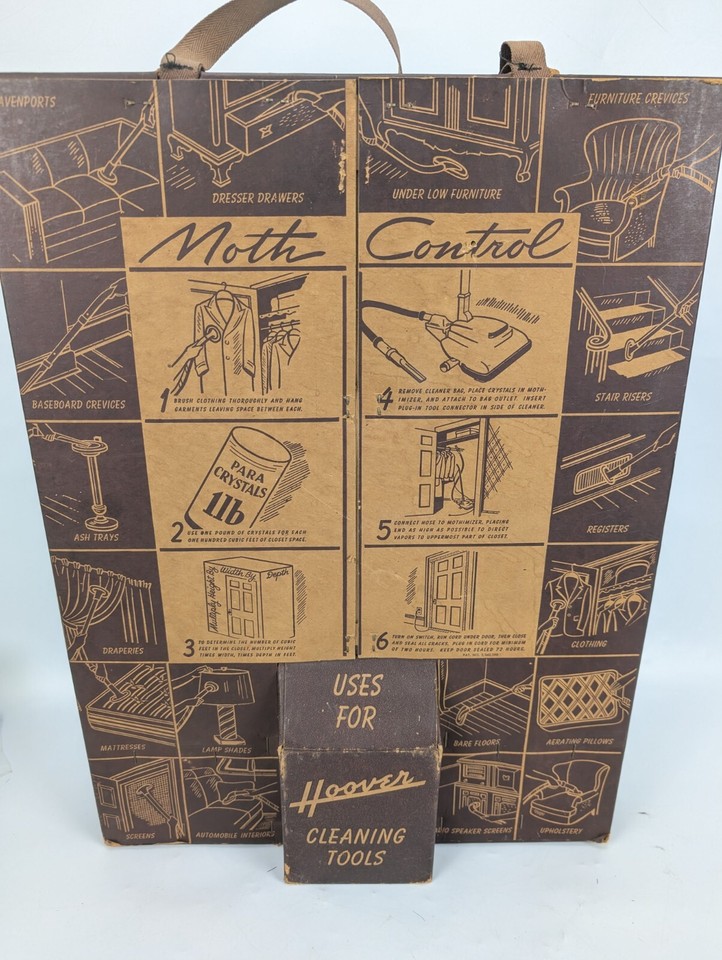 AVENPORTS
DRESSER DRAWERS
UNDER LOW FURNITURE
FURNITURE CREVICES
Moth Control
BASEBOARD CREVICES
1 BRUSH CLOTHING THOROUGHLY AND HANG
GARMENTS LEAVING SPACE BETWEEN EACH.
4 REMOVE CLEANER BAG, PLACE CRYSTALS IN MOTH-
IMIZER, AND ATTACH TO BAG OUTLET. INSERT
PLUG-IN TOOL CONNECTOR IN SIDE OF CLEANER.
STAIR RISERS
ASH TRAYS
PARA
CRYSTALS
1lb
2 USE ONE POUND OF CRYSTALS FOR EACH
ONE HUNDRED CUBIC FEET OF CLOSET SPACE.
5 CONNECT HOSE TO MOTHIMIZER, PLACING
END AS HIGH AS POSSIBLE TO DIRECT
VAPORS TO UPPERMOST PART OF CLOSET.
REGISTERS
DRAPERIES
Multiply Height By Width By Depth
3 TO DETERMINE THE NUMBER OF CUBIC
FEET IN THE CLOSET, MULTIPLY HEIGHT
TIMES WIDTH, TIMES DEPTH IN FEET.
6 TURN ON SWITCH, RUN CORD UNDER DOOR, THEN CLOSE
AND SEAL ALL CRACKS. PLUG IN CORD FOR MINIMUM
OF TWO HOURS. KEEP DOOR SEALED 72 HOURS.
CLOTHING
MATTRESSES
LAMP SHADES
USES
FOR
Hoover
CLEANING
TOOLS
BARE FLOORS
AERATING PILLOWS
SCREENS
AUTOMOBILE INTERIORS
DIO SPEAKER SCREENS
UPHOLSTERY